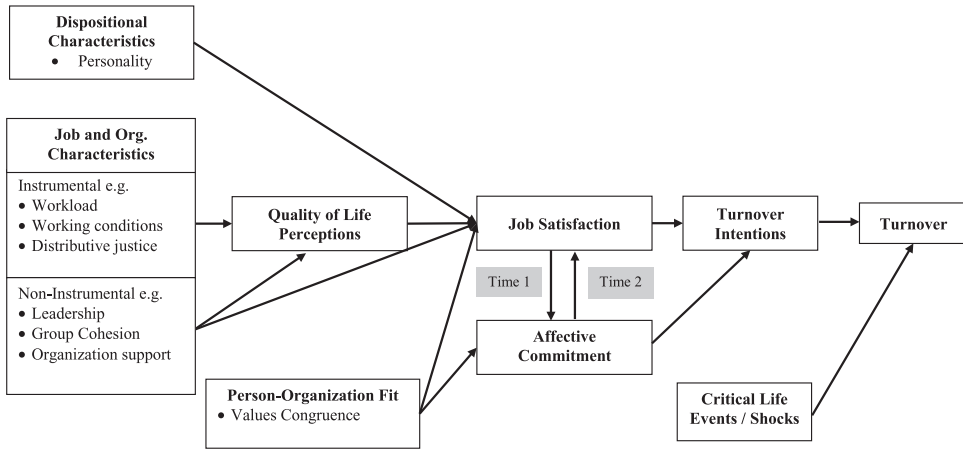 Dispositional
Characteristics
• Personality
Job and Org.
Characteristics
Instrumental e.g.
• Workload
• Working conditions
• Distributive justice
Non-Instrumental e.g.
• Leadership
• Group Cohesion
• Organization support
Quality of Life
Perceptions
Person-Organization Fit
• Values Congruence
Job Satisfaction
Time 1
Time 2
Affective
Commitment
Turnover
Intentions
Turnover
Critical Life
Events / Shocks